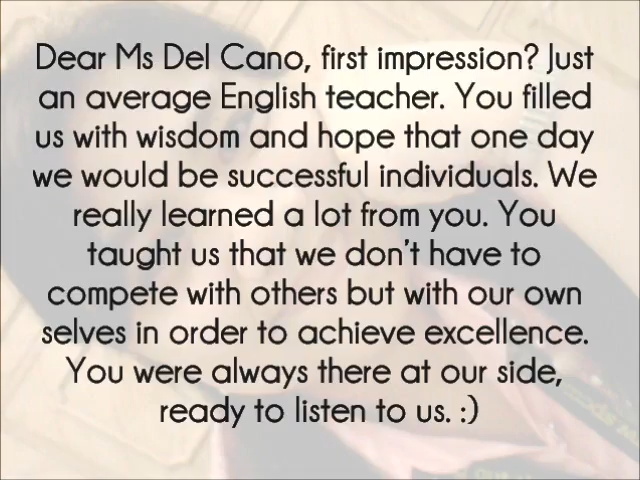 Dear Ms Del Cano, first impression? Just
an average English teacher. You filled
us with wisdom and hope that one day
we would be successful individuals. We
really learned a lot from you. You
taught us that we don't have to
compete with others but with our own
selves in order to achieve excellence.
You were always there at our side,
ready to listen to us. :)